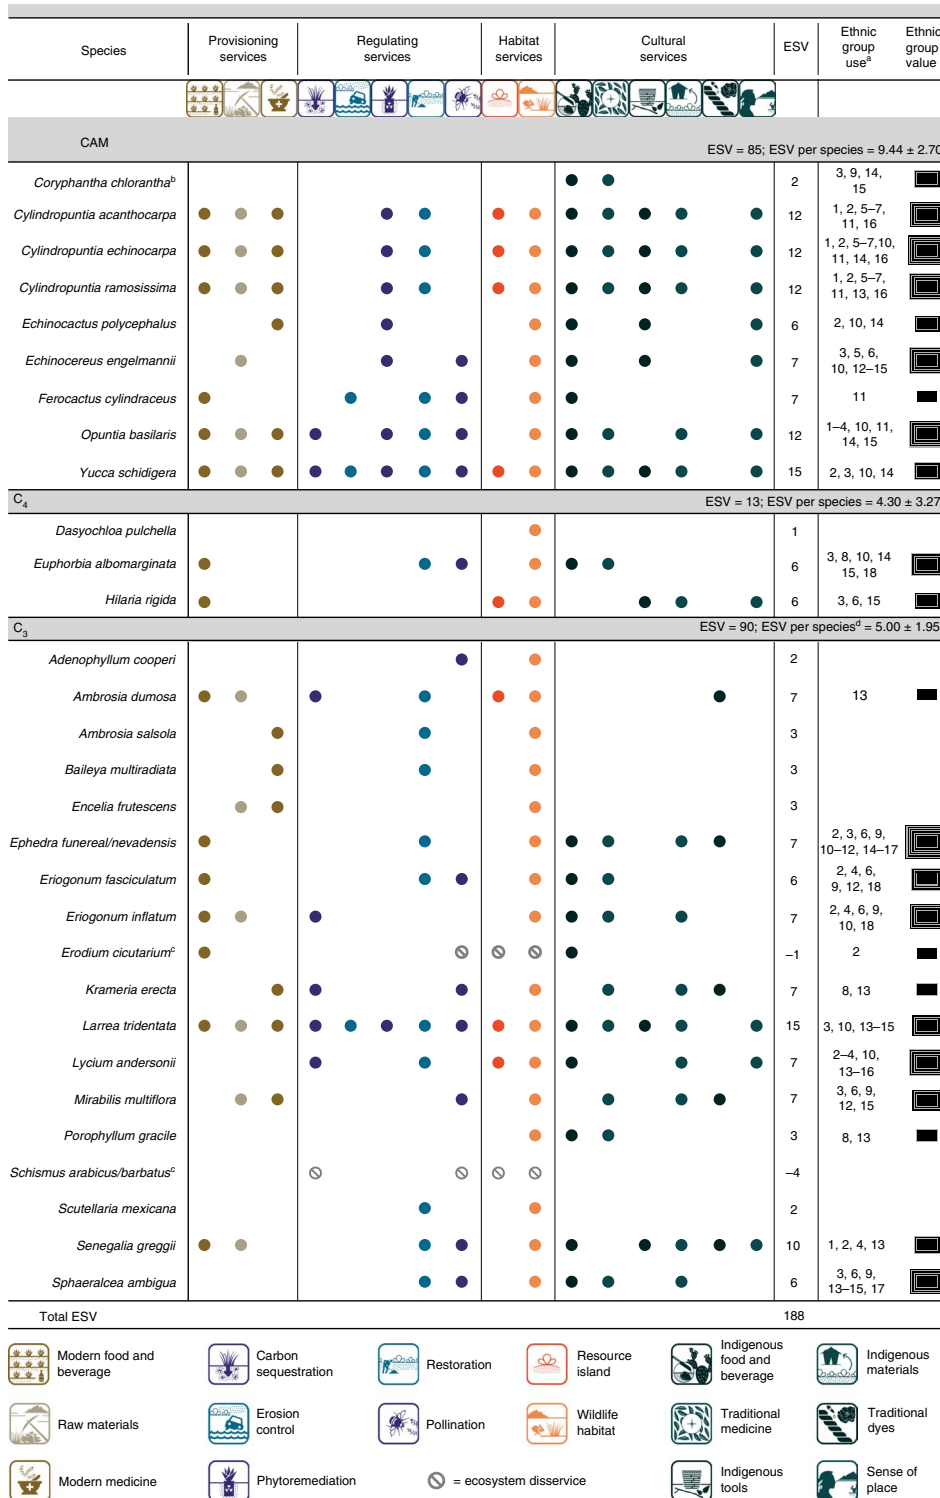 Species Provisioning services Regulating services Habitat services Cultural services ESV Ethnic group use^a Ethnic group value
CAM ESV = 85; ESV per species = 9.44 ± 2.70
Coryphantha chlorantha^b 2 3, 9, 14, 15
Cylindropuntia acanthocarpa 12 1, 2, 5–7, 11, 16
Cylindropuntia echinocarpa 12 1, 2, 5–7,10, 11, 14, 16
Cylindropuntia ramosissima 12 1, 2, 5–7, 11, 13, 16
Echinocactus polycephalus 6 2, 10, 14
Echinocereus engelmannii 7 3, 5, 6, 10, 12–15
Ferocactus cylindraceus 7 11
Opuntia basilaris 12 1–4, 10, 11, 14, 15
Yucca schidigera 15 2, 3, 10, 14
C4 ESV = 13; ESV per species = 4.30 ± 3.27
Dasyochloa pulchella 1
Euphorbia albomarginata 6 3, 8, 10, 14 15, 18
Hilaria rigida 6 3, 6, 15
C3 ESV = 90; ESV per species^d = 5.00 ± 1.95
Adenophyllum cooperi 2
Ambrosia dumosa 7 13
Ambrosia salsola 3
Baileya multiradiata 3
Encelia frutescens 3
Ephedra funereal/nevadensis 7 2, 3, 6, 9, 10–12, 14–17
Eriogonum fasciculatum 6 2, 4, 6, 9, 12, 18
Eriogonum inflatum 7 2, 4, 6, 9, 10, 18
Erodium cicutarium^c –1 2
Krameria erecta 7 8, 13
Larrea tridentata 15 3, 10, 13–15
Lycium andersonii 7 2–4, 10, 13–16
Mirabilis multiflora 7 3, 6, 9, 12, 15
Porophyllum gracile 3 8, 13
Schismus arabicus/barbatus^c –4
Scutellaria mexicana 2
Senegalia greggii 10 1, 2, 4, 13
Sphaeralcea ambigua 6 3, 6, 9, 13–15, 17
Total ESV 188
Modern food and beverage
Carbon sequestration
Restoration
Resource island
Indigenous food and beverage
Indigenous materials
Raw materials
Erosion control
Pollination
Wildlife habitat
Traditional medicine
Traditional dyes
Modern medicine
Phytoremediation
= ecosystem disservice
Indigenous tools
Sense of place